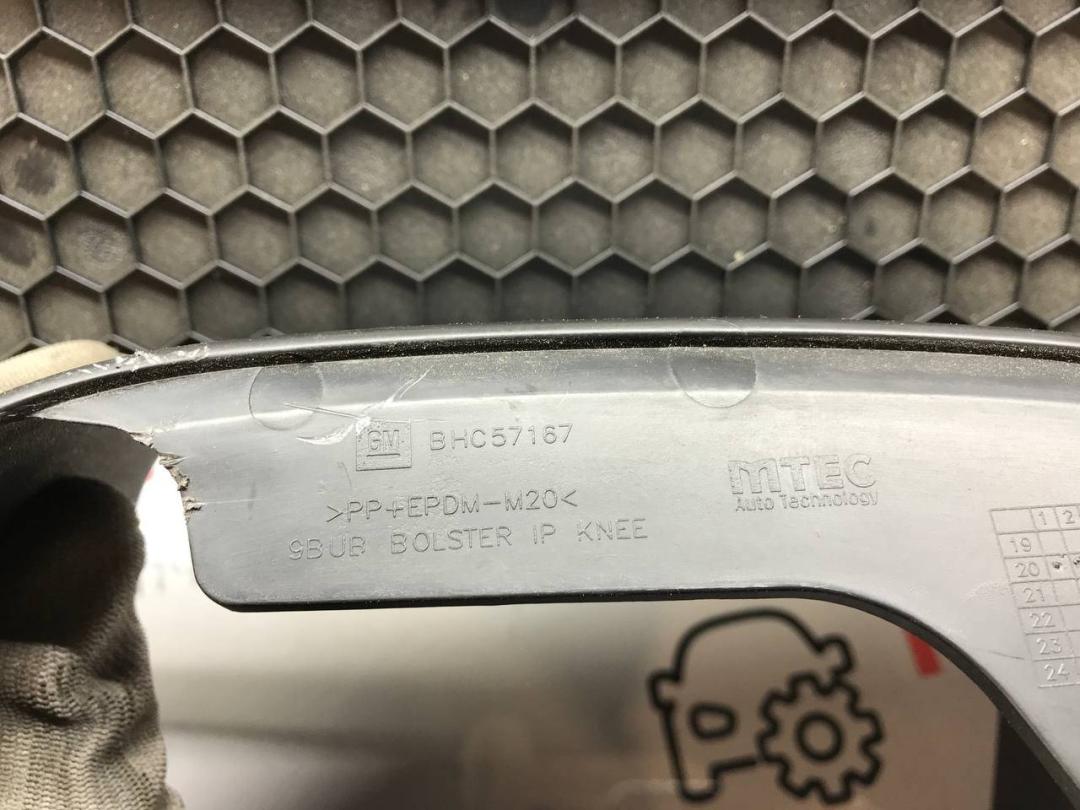 GM BHC57167
>PP+EPDM-M20<
9BUB BOLSTER IP KNEE
mTEC
Auto Technology
1 2
19
20
21
22
23
24